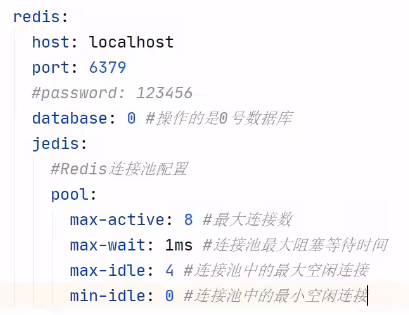 redis:
  host: localhost
  port: 6379
  #password: 123456
  database: 0 #操作的是0号数据库
  jedis:
    #Redis连接池配置
    pool:
      max-active: 8 #最大连接数
      max-wait: 1ms #连接池最大阻塞等待时间
      max-idle: 4 #连接池中的最大空闲连接
      min-idle: 0 #连接池中的最小空闲连接